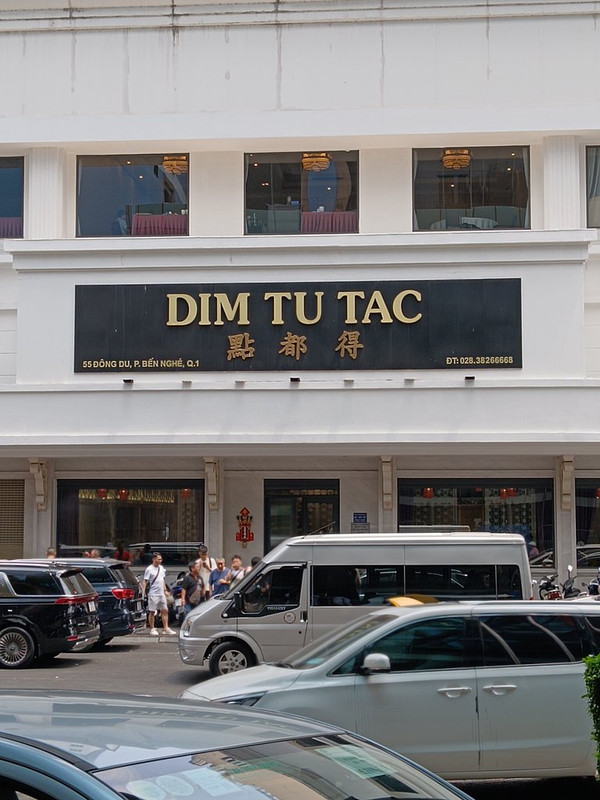 DIM TU TAC
點都得
55 ĐÔNG DU, P. BẾN NGHÉ, Q.1
ĐT: 028.38266668